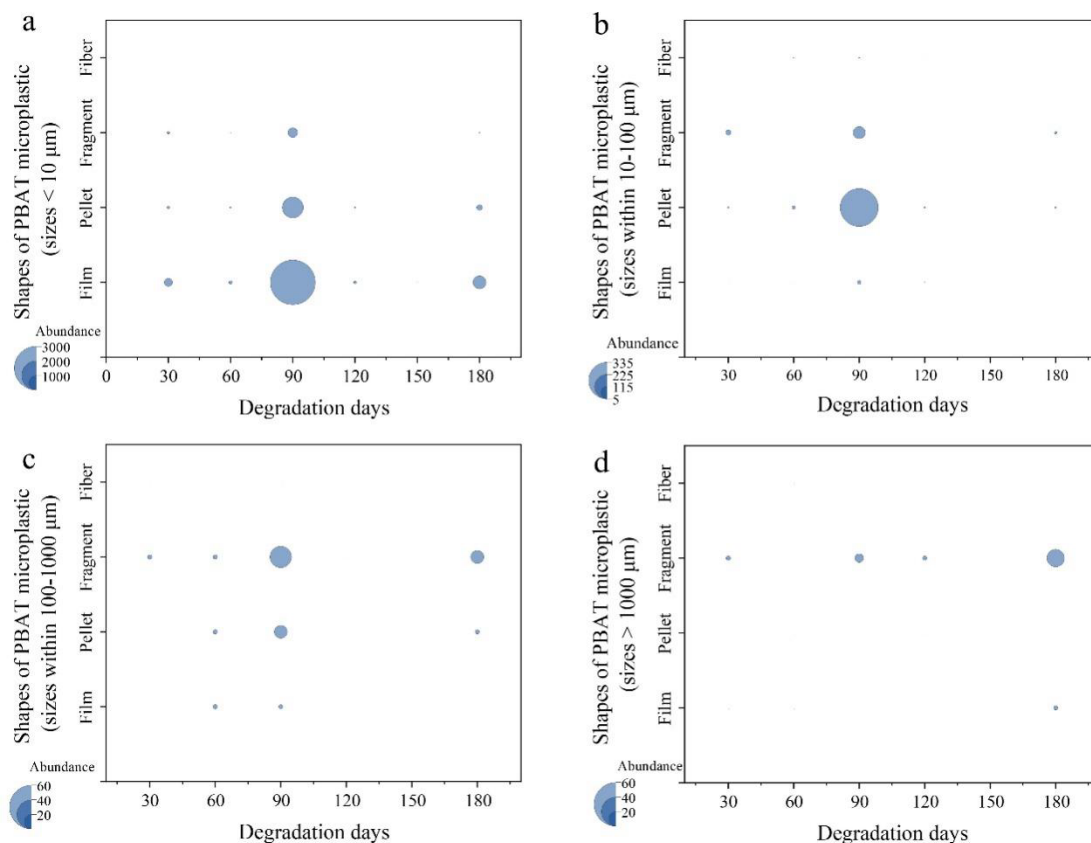 a
Shapes of PBAT microplastic
(sizes < 10 μm)
Fiber
Fragment
Pellet
Film
Abundance
3000
2000
1000
0 30 60 90 120 150 180
Degradation days
b
Shapes of PBAT microplastic
(sizes within 10-100 μm)
Fiber
Fragment
Pellet
Film
Abundance
335
225
115
5
30 60 90 120 150 180
Degradation days
c
Shapes of PBAT microplastic
(sizes within 100-1000 μm)
Fiber
Fragment
Pellet
Film
Abundance
60
40
20
30 60 90 120 150 180
Degradation days
d
Shapes of PBAT microplastic
(sizes > 1000 μm)
Fiber
Fragment
Pellet
Film
Abundance
60
40
20
30 60 90 120 150 180
Degradation days